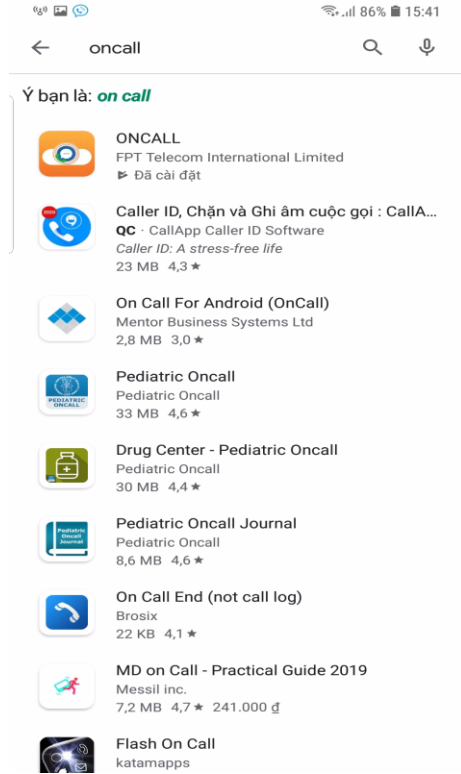 86% 15:41
oncall
Ý bạn là: on call
ONCALL
FPT Telecom International Limited
Đã cài đặt
Caller ID, Chặn và Ghi âm cuộc gọi : CallA...
QC · CallApp Caller ID Software
Caller ID: A stress-free life
23 MB 4,3 ★
On Call For Android (OnCall)
Mentor Business Systems Ltd
2,8 MB 3,0 ★
PEDIATRIC
ONCALL
Pediatric Oncall
Pediatric Oncall
33 MB 4,6 ★
Drug Center - Pediatric Oncall
Pediatric Oncall
30 MB 4,4 ★
Pediatric
Oncall
Journal
Pediatric Oncall Journal
Pediatric Oncall
8,6 MB 4,6 ★
On Call End (not call log)
Brosix
22 KB 4,1 ★
MD on Call - Practical Guide 2019
Messil inc.
7,2 MB 4,7 ★ 241.000 ₫
Flash On Call
katamapps